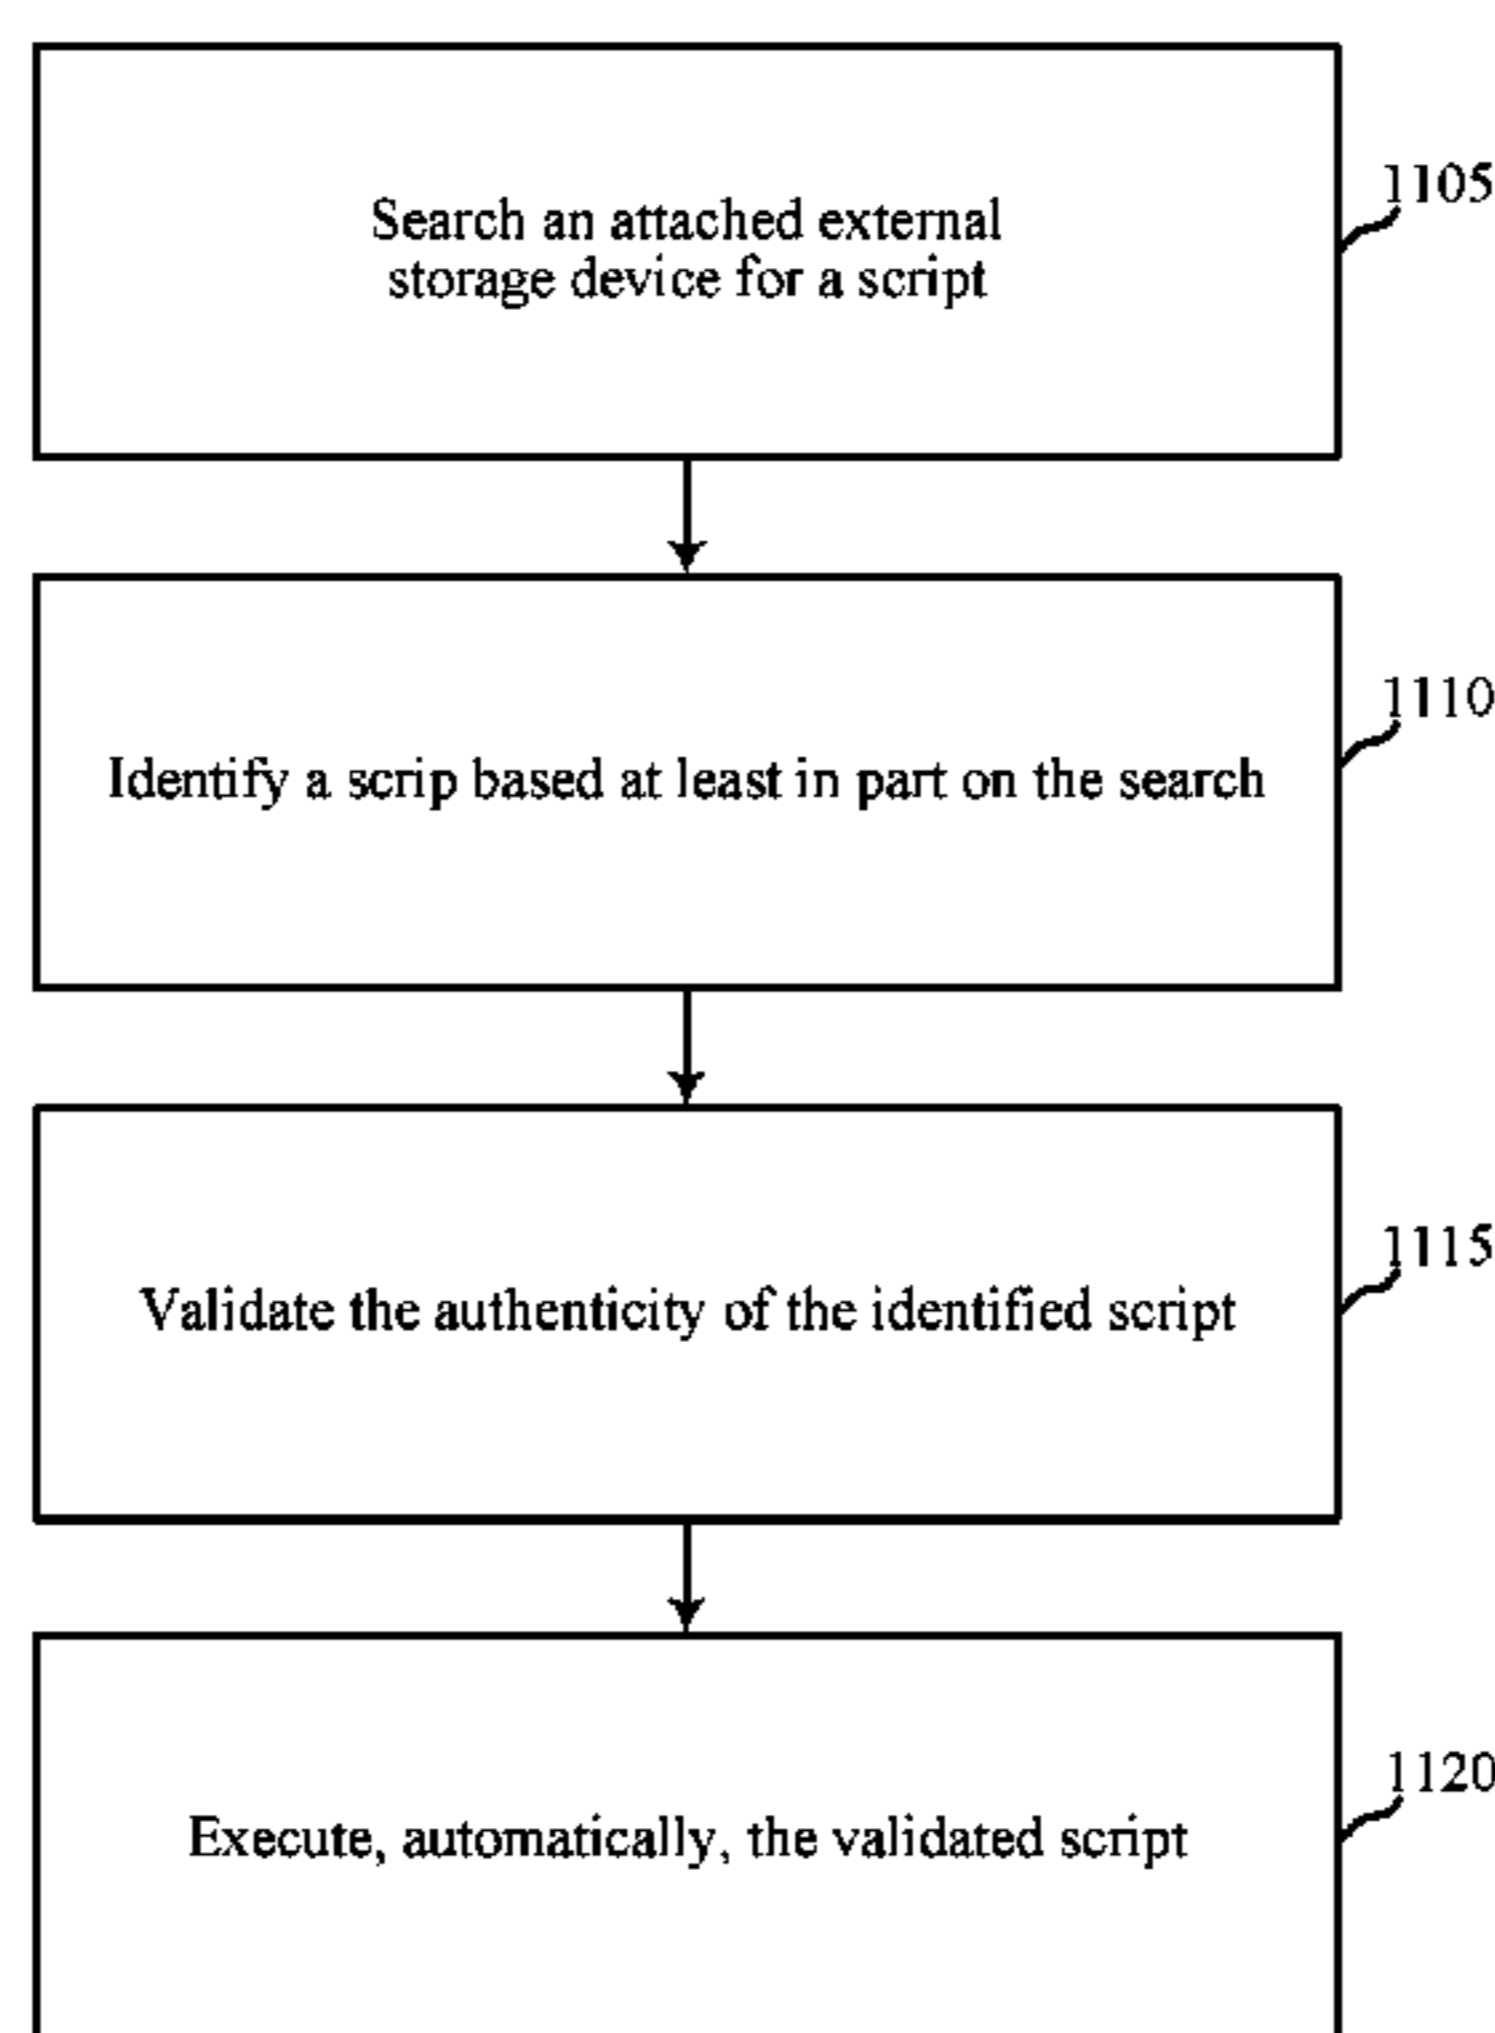 Search an attached external
storage device for a script
1105
Identify a scrip based at least in part on the search
1110
Validate the authenticity of the identified script
1115
Execute, automatically, the validated script
1120